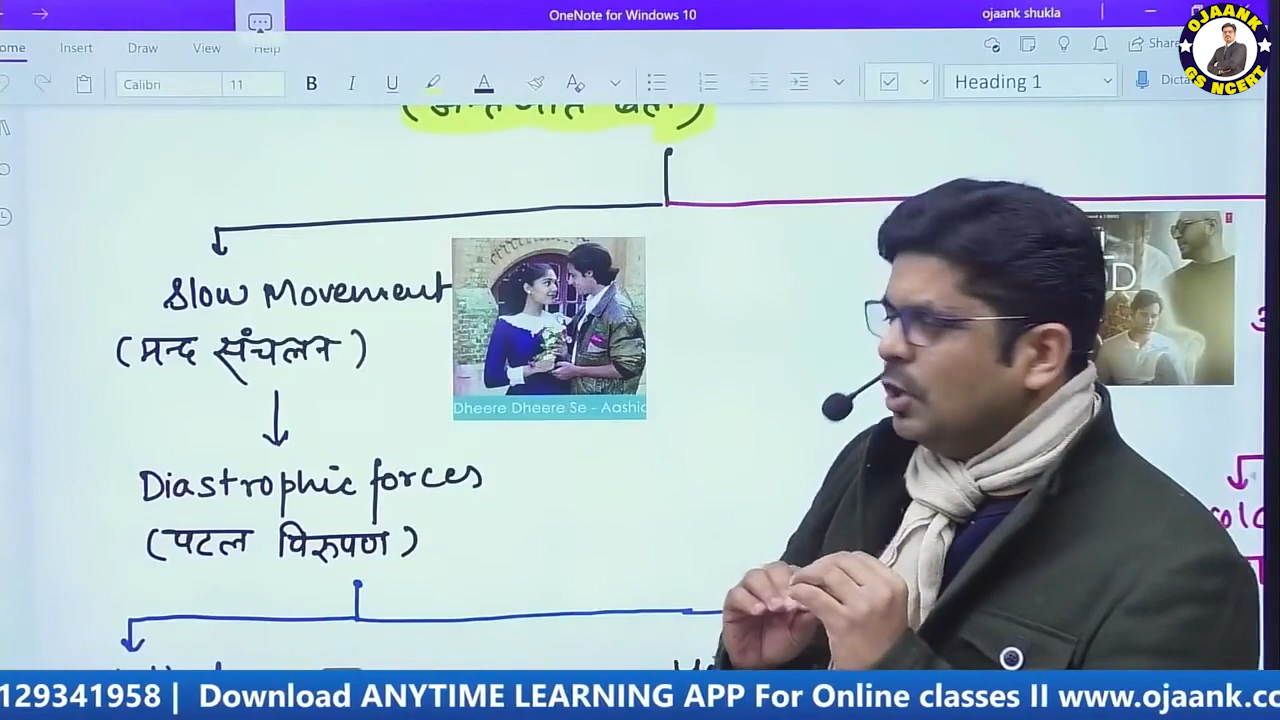 OneNote for Windows 10
ojaank shukla
Insert
Draw
View
Help
Share
Calibri
11
B
I
U
Heading 1
OJAANK
GS NCERT
Slow Movement
(मन्द संचलन)
Dheere Dheere Se - Aashic
Diastrophic forces
(पटल विरुपण)
129341958 | Download ANYTIME LEARNING APP For Online classes II www.ojaank.co